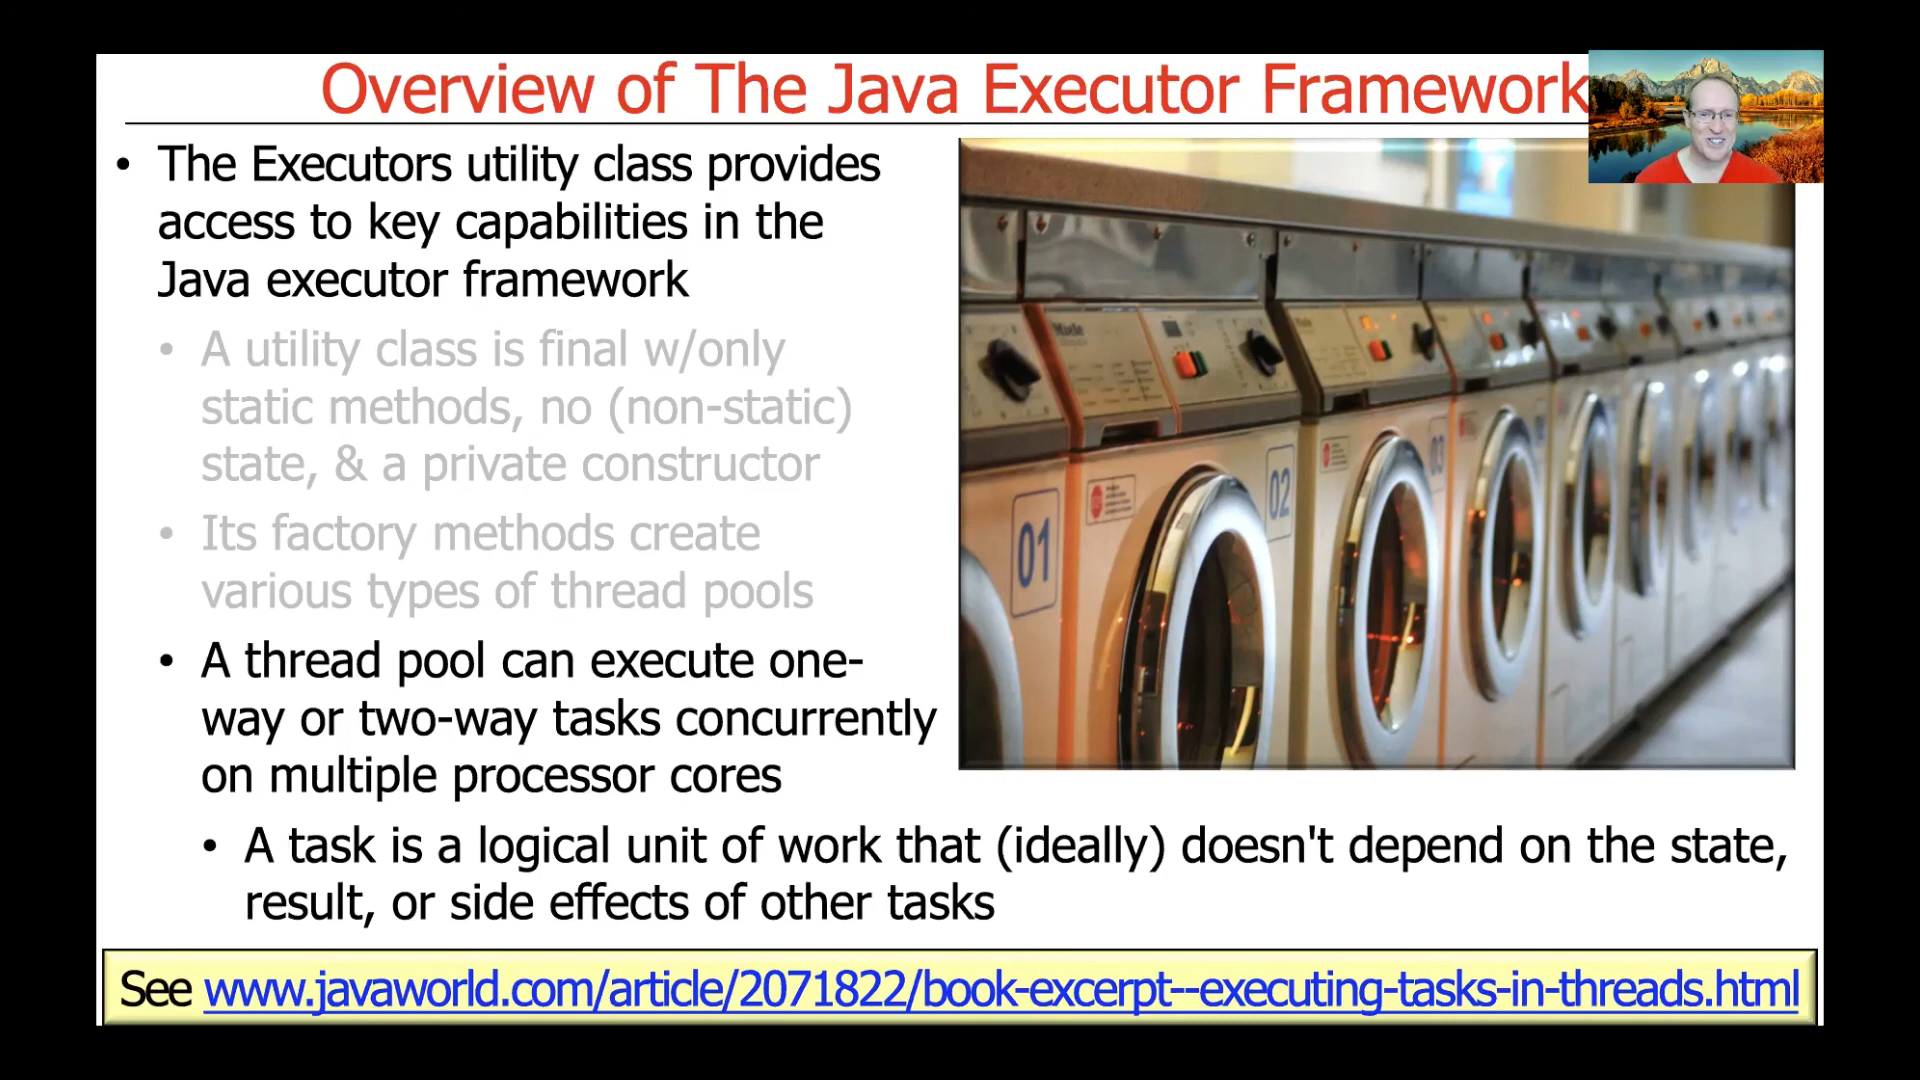 Overview of The Java Executor Framework
• The Executors utility class provides
access to key capabilities in the
Java executor framework
• A utility class is final w/only
static methods, no (non-static)
state, & a private constructor
• Its factory methods create
various types of thread pools
• A thread pool can execute one-
way or two-way tasks concurrently
on multiple processor cores
• A task is a logical unit of work that (ideally) doesn't depend on the state,
result, or side effects of other tasks
Miele
01
02
03
See www.javaworld.com/article/2071822/book-excerpt--executing-tasks-in-threads.html